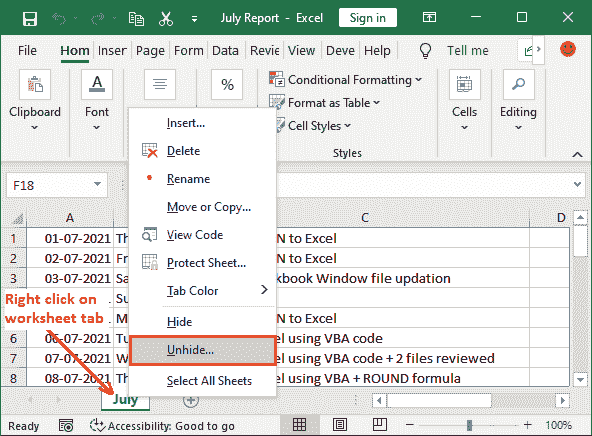 July Report - Excel Sign in
File Hom Inser Page Form Data Revie View Deve Help Tell me
Clipboard Font % Conditional Formatting
Format as Table
Cell Styles
Cells Editing
Styles
Insert...
Delete
Rename
Move or Copy...
View Code
Protect Sheet...
Tab Color
Hide
Unhide...
Select All Sheets
F18
A C D
1 01-07-2021 Th N to Excel
2 02-07-2021 Fr N to Excel
3 03-07-2021 Sa kbook Window file updation
Su
M N to Excel
6 06-07-2021 Tu el using VBA code
7 07-07-2021 W el using VBA code + 2 files reviewed
8 08-07-2021 Th el using VBA + ROUND formula
Right click on
worksheet tab
July
Ready Accessibility: Good to go 100%